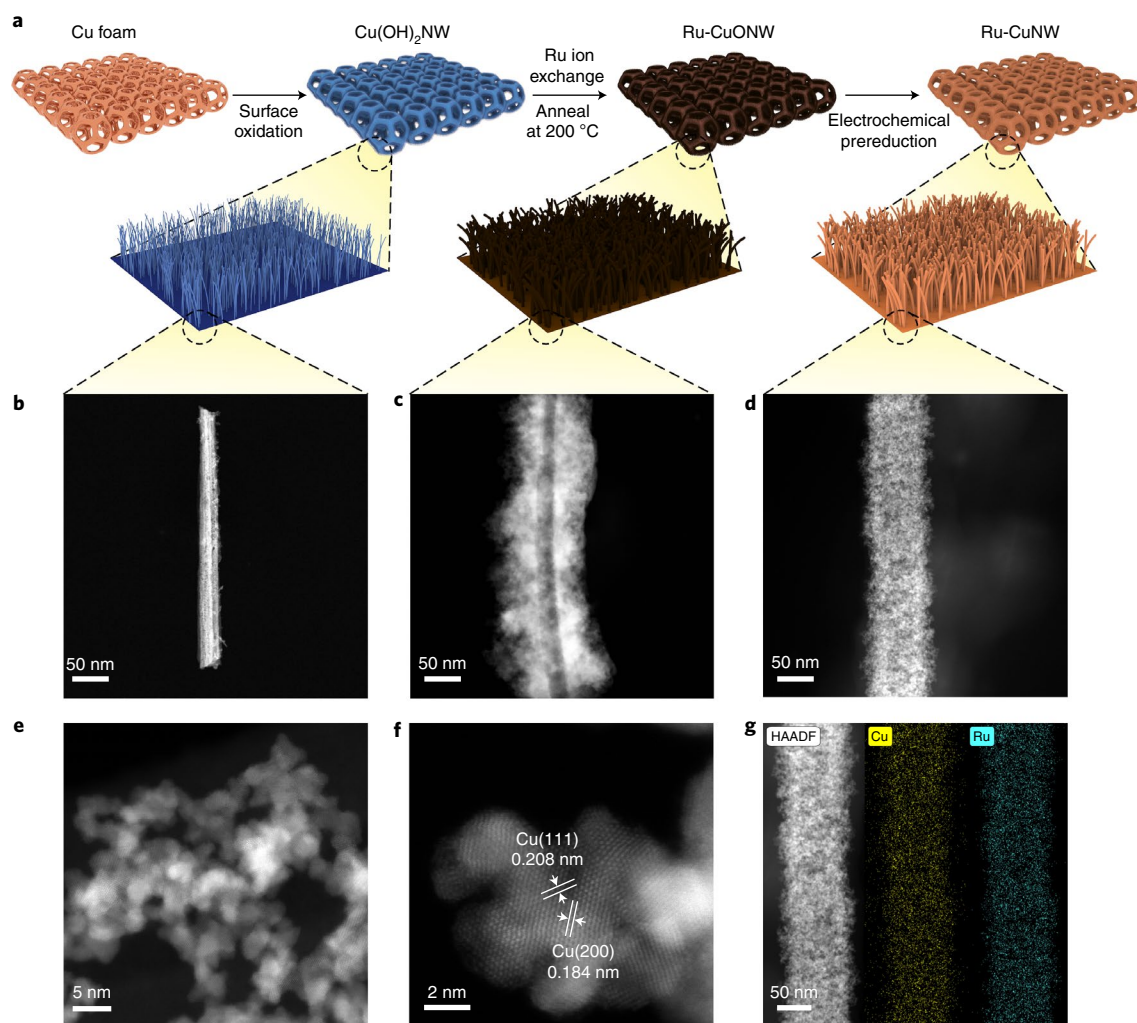 a
Cu foam
Cu(OH)₂NW
Ru-CuONW
Ru-CuNW
Surface
oxidation
Ru ion
exchange
Anneal
at 200 °C
Electrochemical
prereduction
b
50 nm
c
50 nm
d
50 nm
e
5 nm
f
Cu(111)
0.208 nm
Cu(200)
0.184 nm
2 nm
g
HAADF
Cu
Ru
50 nm